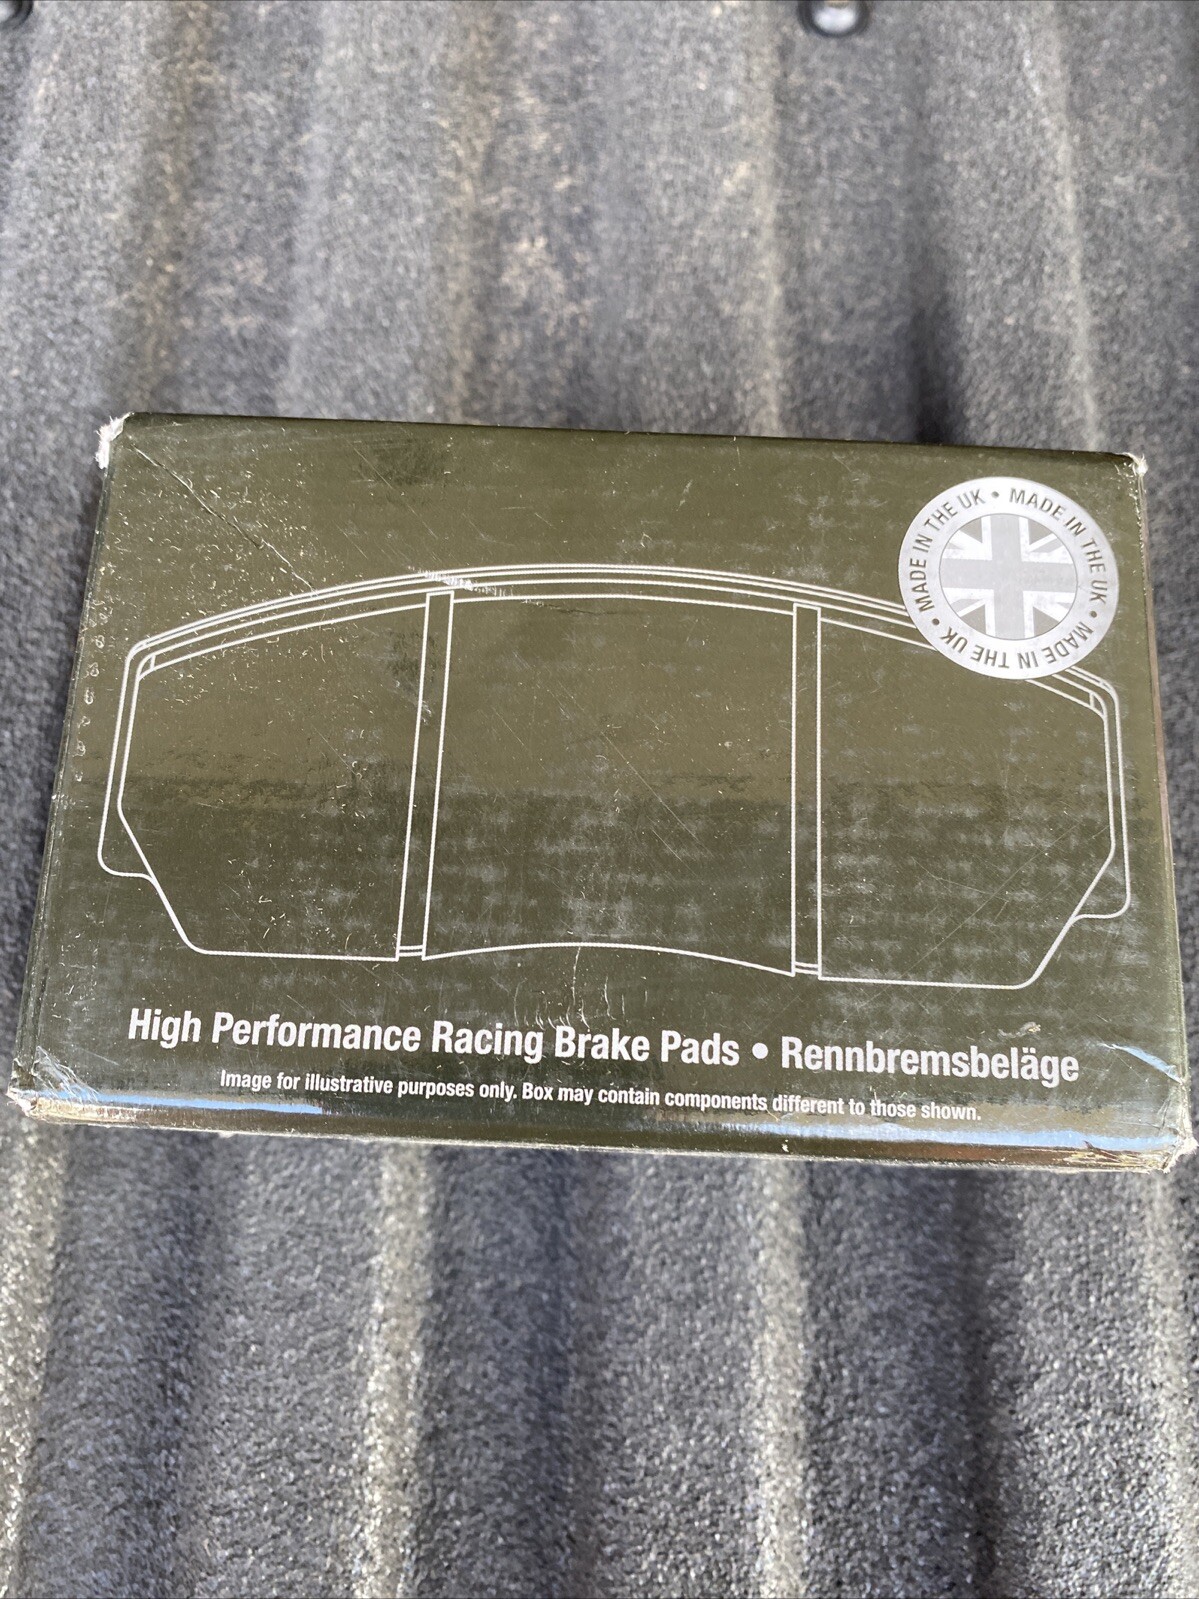 MADE IN THE UK • MADE IN THE UK • MADE IN THE UK •
High Performance Racing Brake Pads • Rennbremsbeläge
Image for illustrative purposes only. Box may contain components different to those shown.